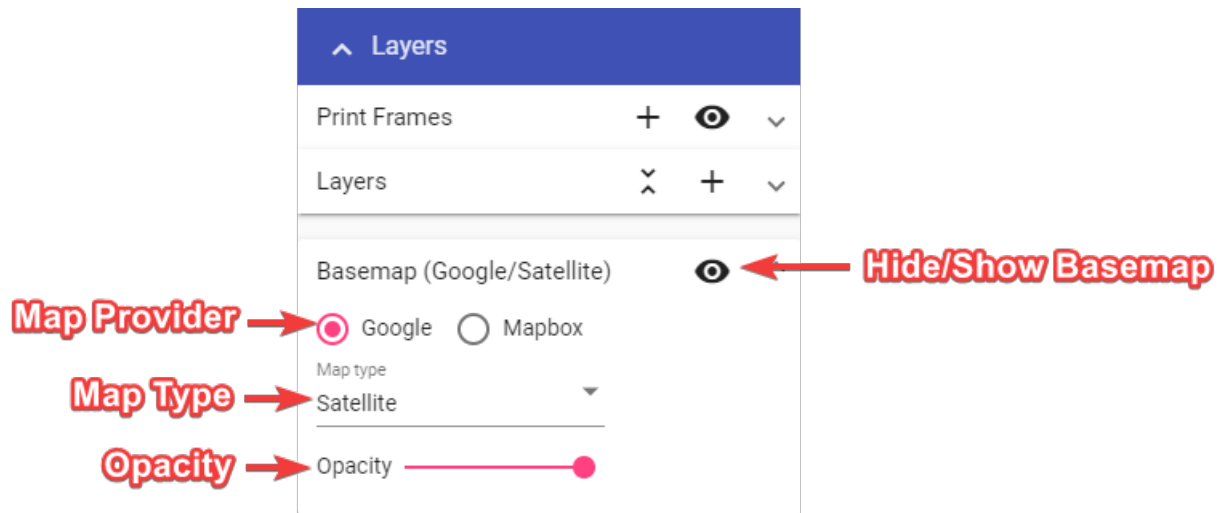 Layers
Print Frames
Layers
Basemap (Google/Satellite)
Hide/Show Basemap
Map Provider
Google Mapbox
Map type
Map Type
Satellite
Opacity
Opacity